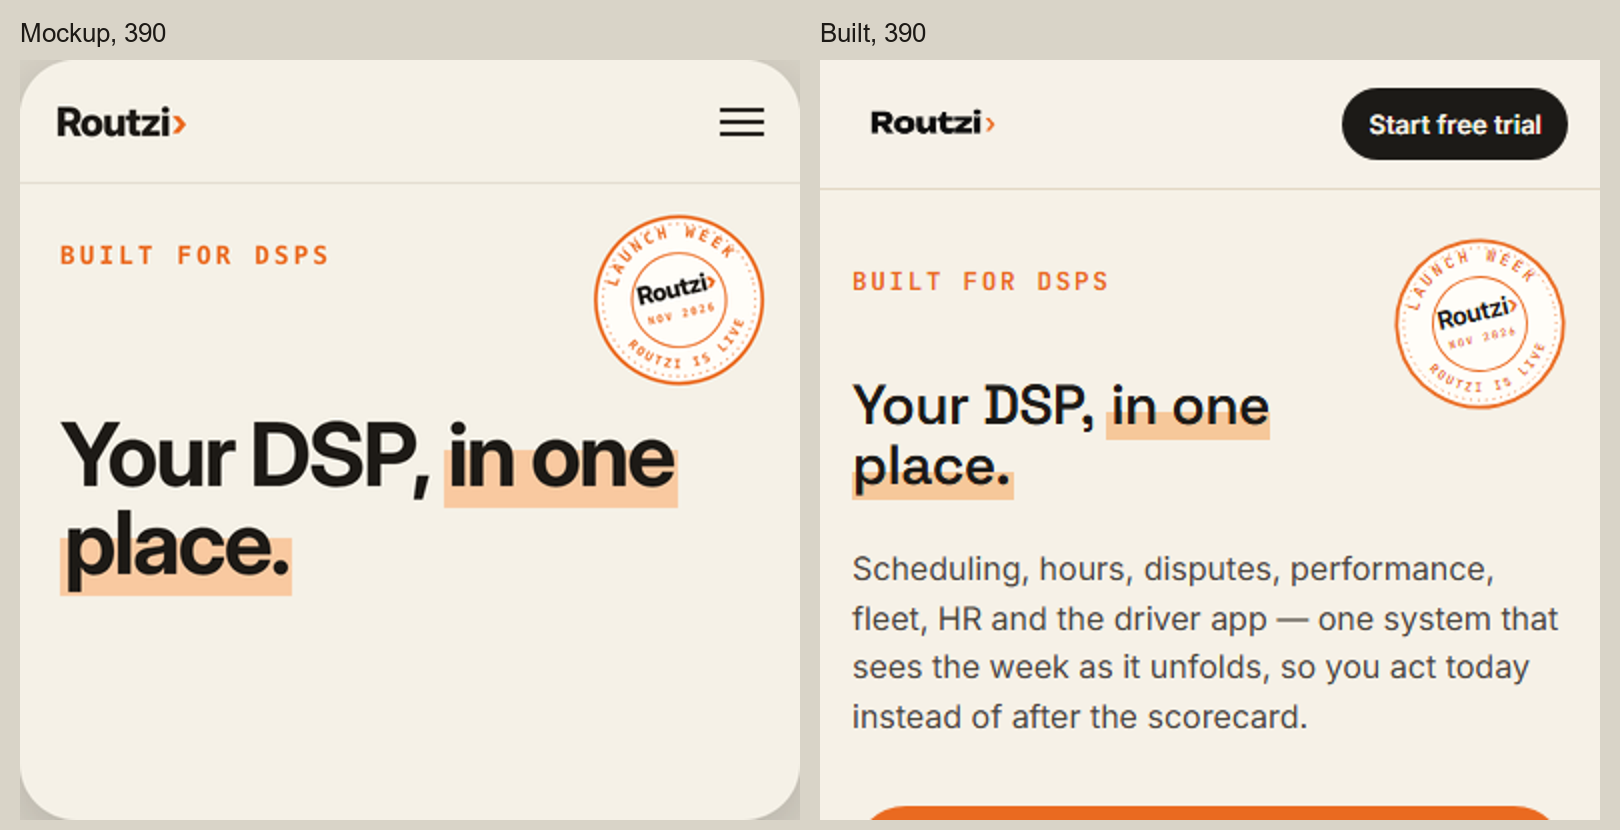 Mockup, 390
Routzi›
BUILT FOR DSPS
LAUNCH WEEK
Routzi›
NOV 2026
ROUTZI IS LIVE
Your DSP, in one
place.
Built, 390
Routzi›
Start free trial
BUILT FOR DSPS
LAUNCH WEEK
Routzi›
NOV 2026
ROUTZI IS LIVE
Your DSP, in one
place.
Scheduling, hours, disputes, performance,
fleet, HR and the driver app — one system that
sees the week as it unfolds, so you act today
instead of after the scorecard.